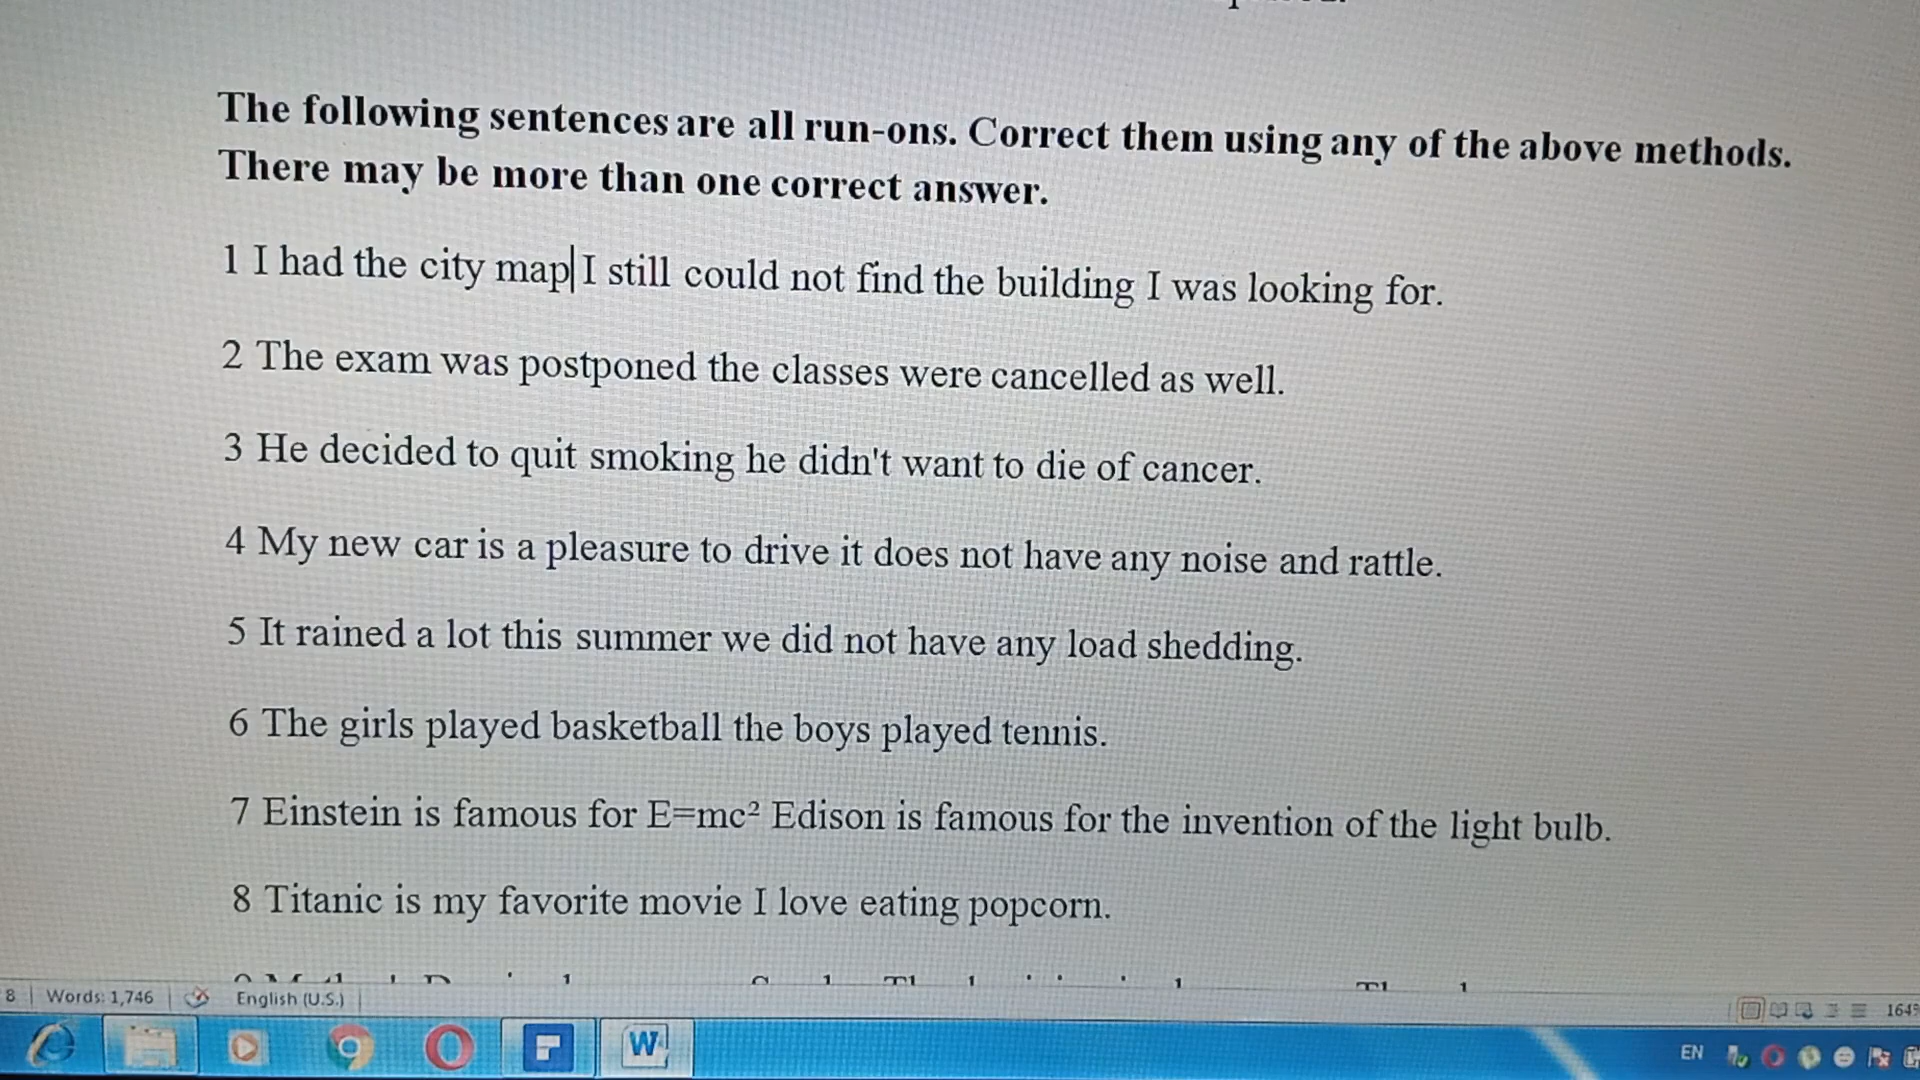 The following sentences are all run-ons. Correct them using any of the above methods.
There may be more than one correct answer.
1 I had the city map I still could not find the building I was looking for.
2 The exam was postponed the classes were cancelled as well.
3 He decided to quit smoking he didn't want to die of cancer.
4 My new car is a pleasure to drive it does not have any noise and rattle.
5 It rained a lot this summer we did not have any load shedding.
6 The girls played basketball the boys played tennis.
7 Einstein is famous for E=mc² Edison is famous for the invention of the light bulb.
8 Titanic is my favorite movie I love eating popcorn.
8 Words: 1,746 English (U.S.)
EN